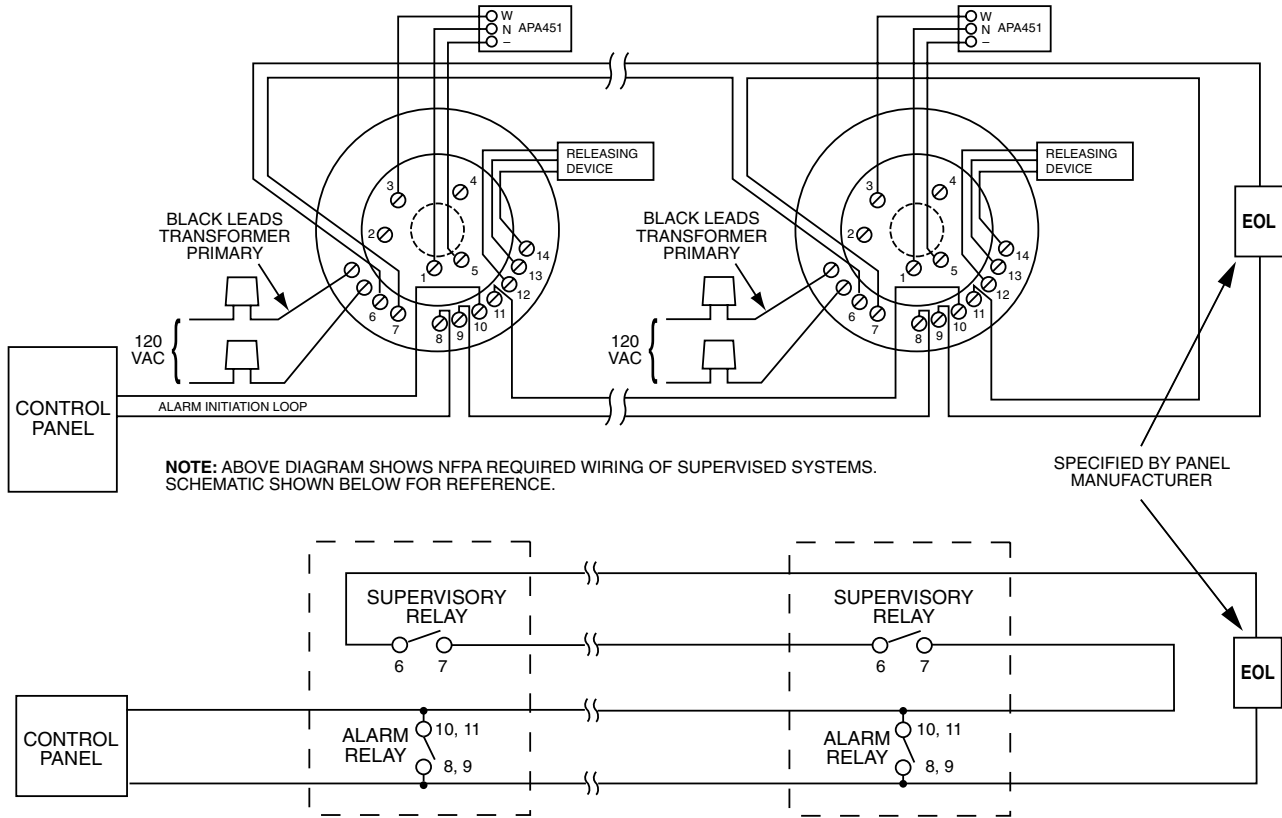 W
N APA451
–
W
N APA451
–
RELEASING
DEVICE
RELEASING
DEVICE
3
4
2
1
5
14
13
12
11
10
9
8
7
6
3
4
2
1
5
14
13
12
11
10
9
8
7
6
BLACK LEADS
TRANSFORMER
PRIMARY
BLACK LEADS
TRANSFORMER
PRIMARY
EOL
120
VAC
120
VAC
CONTROL
PANEL
ALARM INITIATION LOOP
NOTE: ABOVE DIAGRAM SHOWS NFPA REQUIRED WIRING OF SUPERVISED SYSTEMS.
SCHEMATIC SHOWN BELOW FOR REFERENCE.
SPECIFIED BY PANEL
MANUFACTURER
SUPERVISORY
RELAY
6 7
SUPERVISORY
RELAY
6 7
EOL
CONTROL
PANEL
ALARM
RELAY
10, 11
8, 9
ALARM
RELAY
10, 11
8, 9